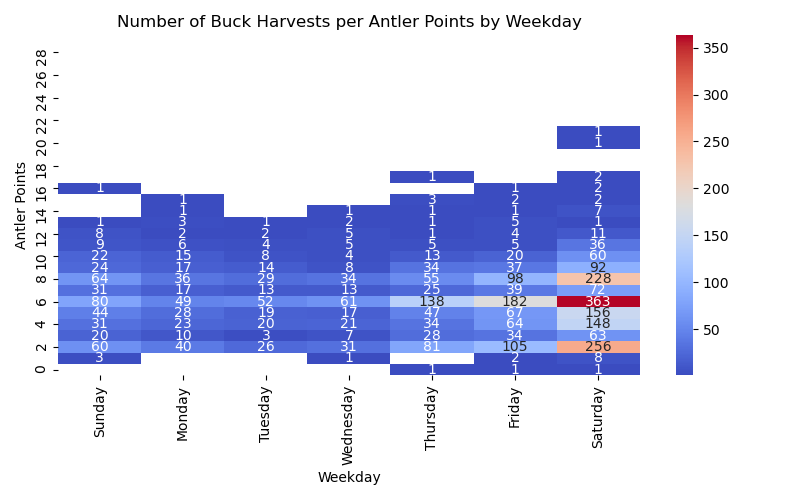 Number of Buck Harvests per Antler Points by Weekday
Antler Points
28
26
24
22
20
18
16
14
12
10
8
6
4
2
0
1
1
1 2
1 1 2
1 3 2 2
1 1 1 1 7
1 3 1 2 1 5 1
8 2 2 5 1 4 11
9 6 4 5 5 5 36
22 15 8 4 13 20 60
24 17 14 8 34 37 92
64 36 29 34 55 98 228
31 17 13 13 25 39 72
80 49 52 61 138 182 363
44 28 19 17 47 67 156
31 23 20 21 34 64 148
20 10 3 7 28 34 63
60 40 26 31 81 105 256
3 1 2 8
1 1 1
Sunday
Monday
Tuesday
Wednesday
Thursday
Friday
Saturday
Weekday
350
300
250
200
150
100
50